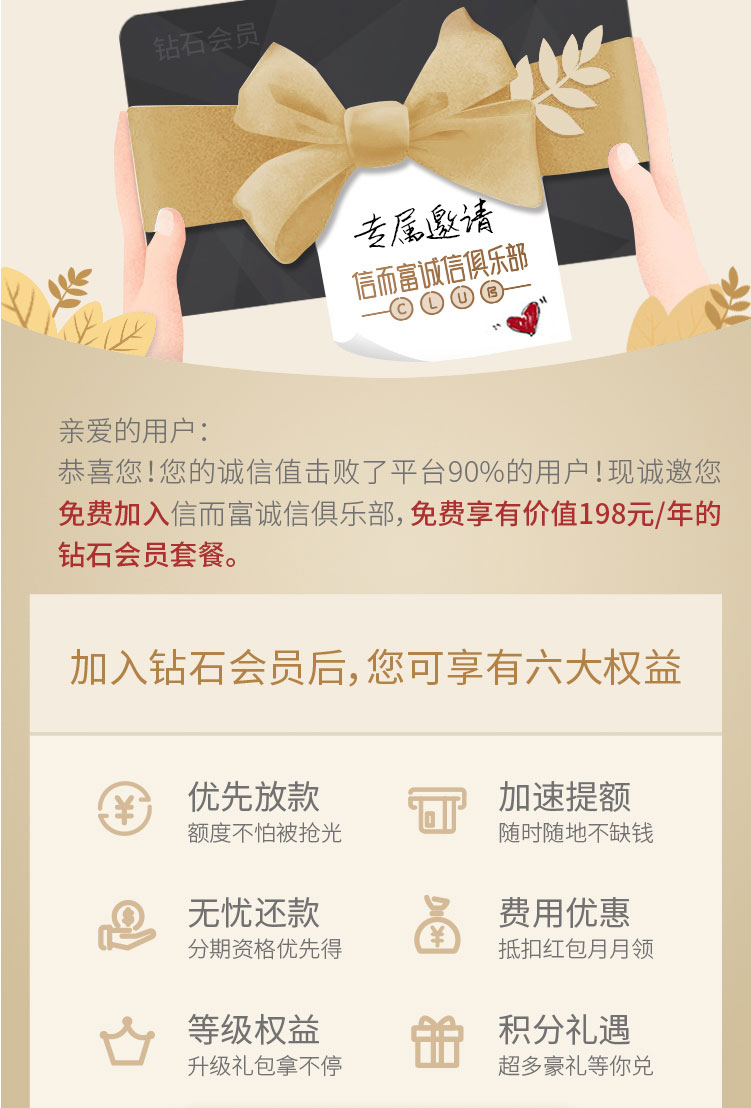 钻石会员
专属邀请
信而富诚信俱乐部
CLUB
亲爱的用户：
恭喜您！您的诚信值击败了平台90%的用户！现诚邀您
免费加入信而富诚信俱乐部，免费享有价值198元/年的
钻石会员套餐。
加入钻石会员后，您可享有六大权益
优先放款
额度不怕被抢光
加速提额
随时随地不缺钱
无忧还款
分期资格优先得
费用优惠
抵扣红包月月领
等级权益
升级礼包拿不停
积分礼遇
超多豪礼等你兑